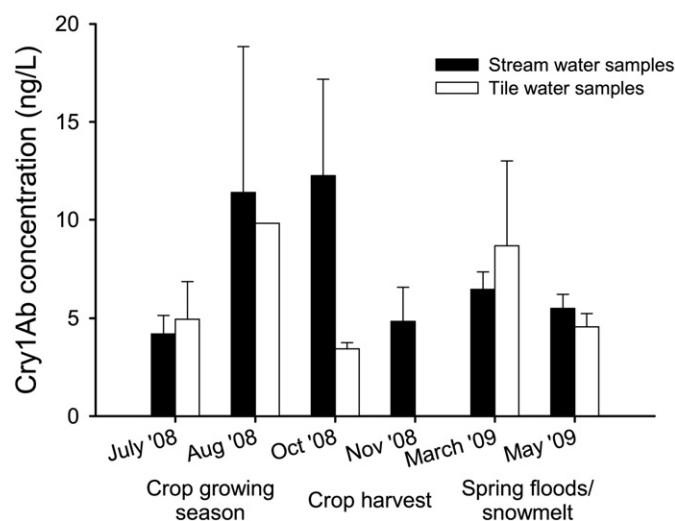 20
15
10
5
0
Cry1Ab concentration (ng/L)
Stream water samples
Tile water samples
July '08
Aug '08
Oct '08
Nov '08
March '09
May '09
Crop growing
season
Crop harvest
Spring floods/
snowmelt